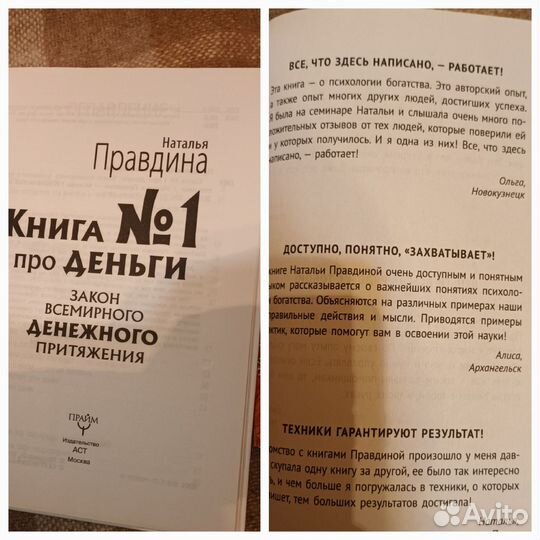 Наталья
Правдина
Книга №1
про деньги
ЗАКОН
ВСЕМИРНОГО
ДЕНЕЖНОГО
ПРИТЯЖЕНИЯ
ПРАЙМ
Издательство
АСТ
Москва
ВСЕ, ЧТО ЗДЕСЬ НАПИСАНО, — РАБОТАЕТ!
Эта книга — о психологии богатства. Это авторский опыт,
а также опыт многих других людей, достигших успеха.
Я была на семинаре Натальи и слышала очень много по-
ложительных отзывов от тех людей, которые поверили ей
и у которых получилось. И я одна из них! Все, что здесь
написано, — работает!
Ольга,
Новокузнецк
ДОСТУПНО, ПОНЯТНО, «ЗАХВАТЫВАЕТ»!
книге Натальи Правдиной очень доступным и понятным
зыком рассказывается о важнейших понятиях психоло-
и богатства. Объясняются на различных примерах наши
правильные действия и мысли. Приводятся примеры
актик, которые помогут вам в освоении этой науки!
Алиса,
Архангельск
ТЕХНИКИ ГАРАНТИРУЮТ РЕЗУЛЬТАТ!
омство с книгами Правдиной произошло у меня дав-
скупала одну книгу за другой, ее было так интересно
ь, и чем больше я погружалась в техники, о которых
пишет, тем больших результатов достигала!
Наталья,
Avito